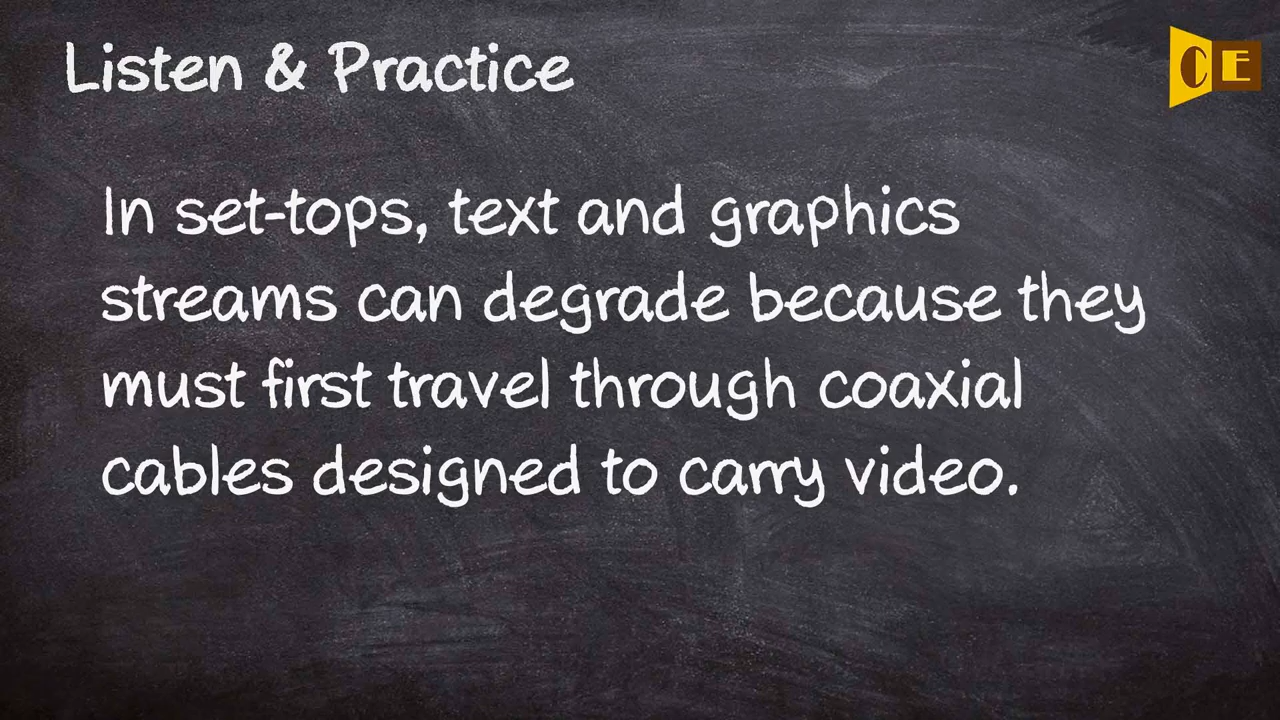 Listen & Practice
CE
In set-tops, text and graphics
streams can degrade because they
must first travel through coaxial
cables designed to carry video.